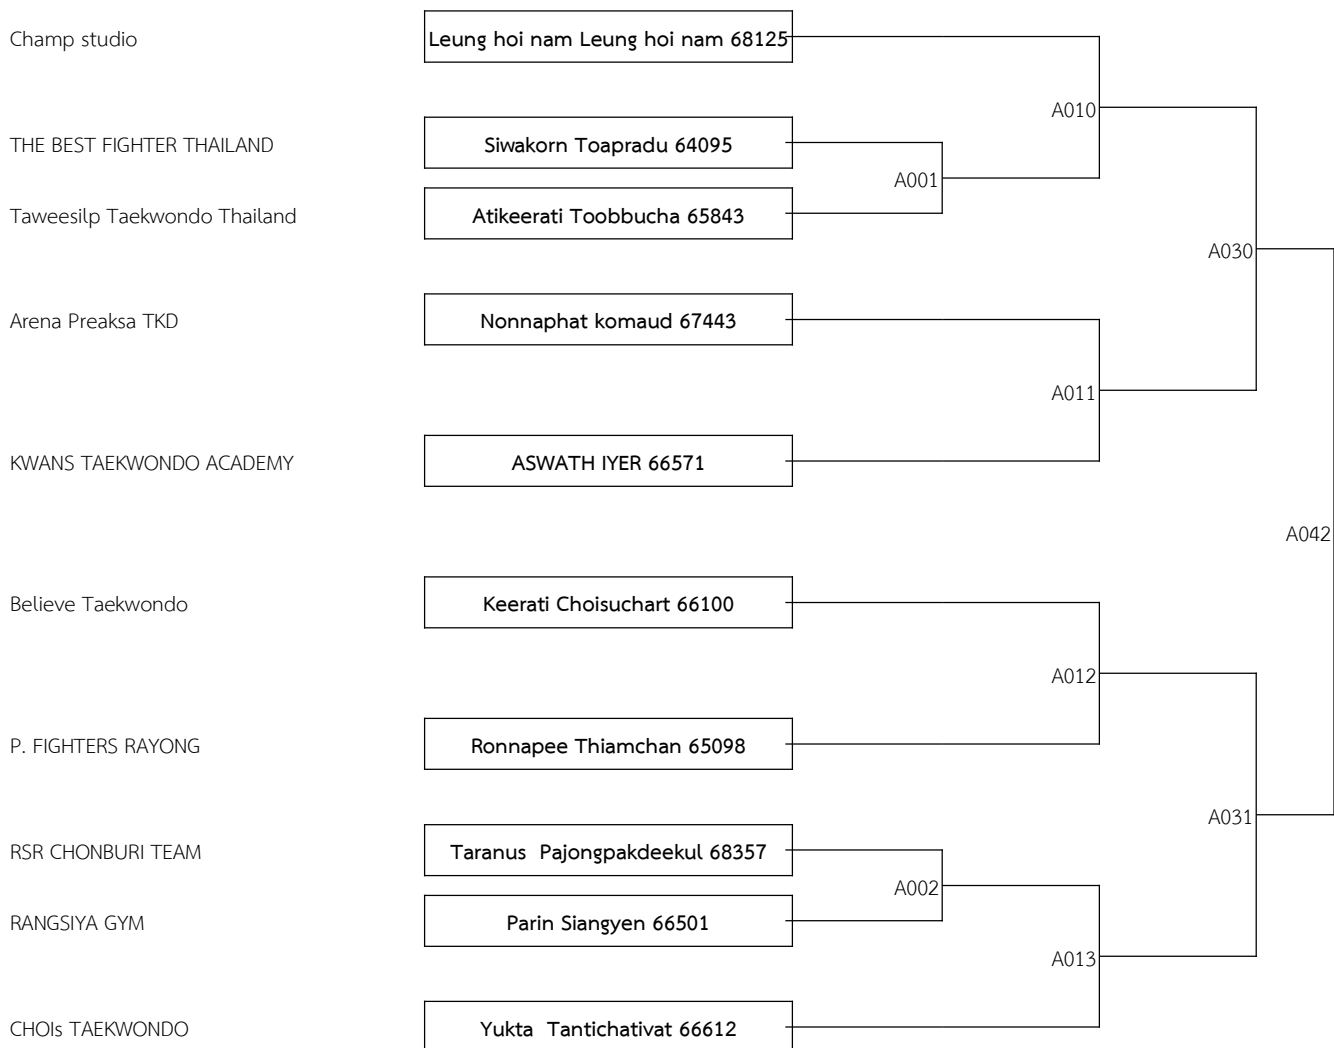 Champ studio
Leung hoi nam Leung hoi nam 68125
A010
THE BEST FIGHTER THAILAND
Siwakorn Toapradu 64095
A001
Taweesilp Taekwondo Thailand
Atikeerati Toobbucha 65843
A030
Arena Preaksa TKD
Nonnaphat komaud 67443
A011
KWANS TAEKWONDO ACADEMY
ASWATH IYER 66571
A042
Believe Taekwondo
Keerati Choisuchart 66100
A012
P. FIGHTERS RAYONG
Ronnapee Thiamchan 65098
A031
RSR CHONBURI TEAM
Taranus  Pajongpakdeekul 68357
A002
RANGSIYA GYM
Parin Siangyen 66501
A013
CHOIs TAEKWONDO
Yukta  Tantichativat 66612